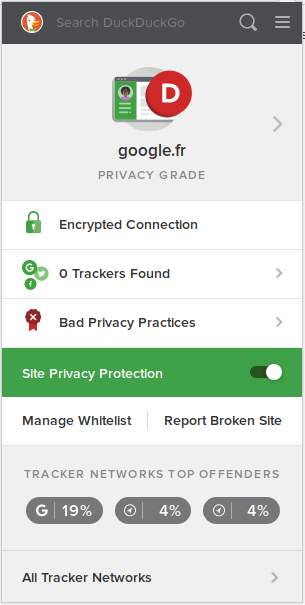 Search DuckDuckGo
D
google.fr
PRIVACY GRADE
Encrypted Connection
G
0 Trackers Found
f
Bad Privacy Practices
Site Privacy Protection
Manage Whitelist Report Broken Site
TRACKER NETWORKS TOP OFFENDERS
G 19% 4% 4%
All Tracker Networks